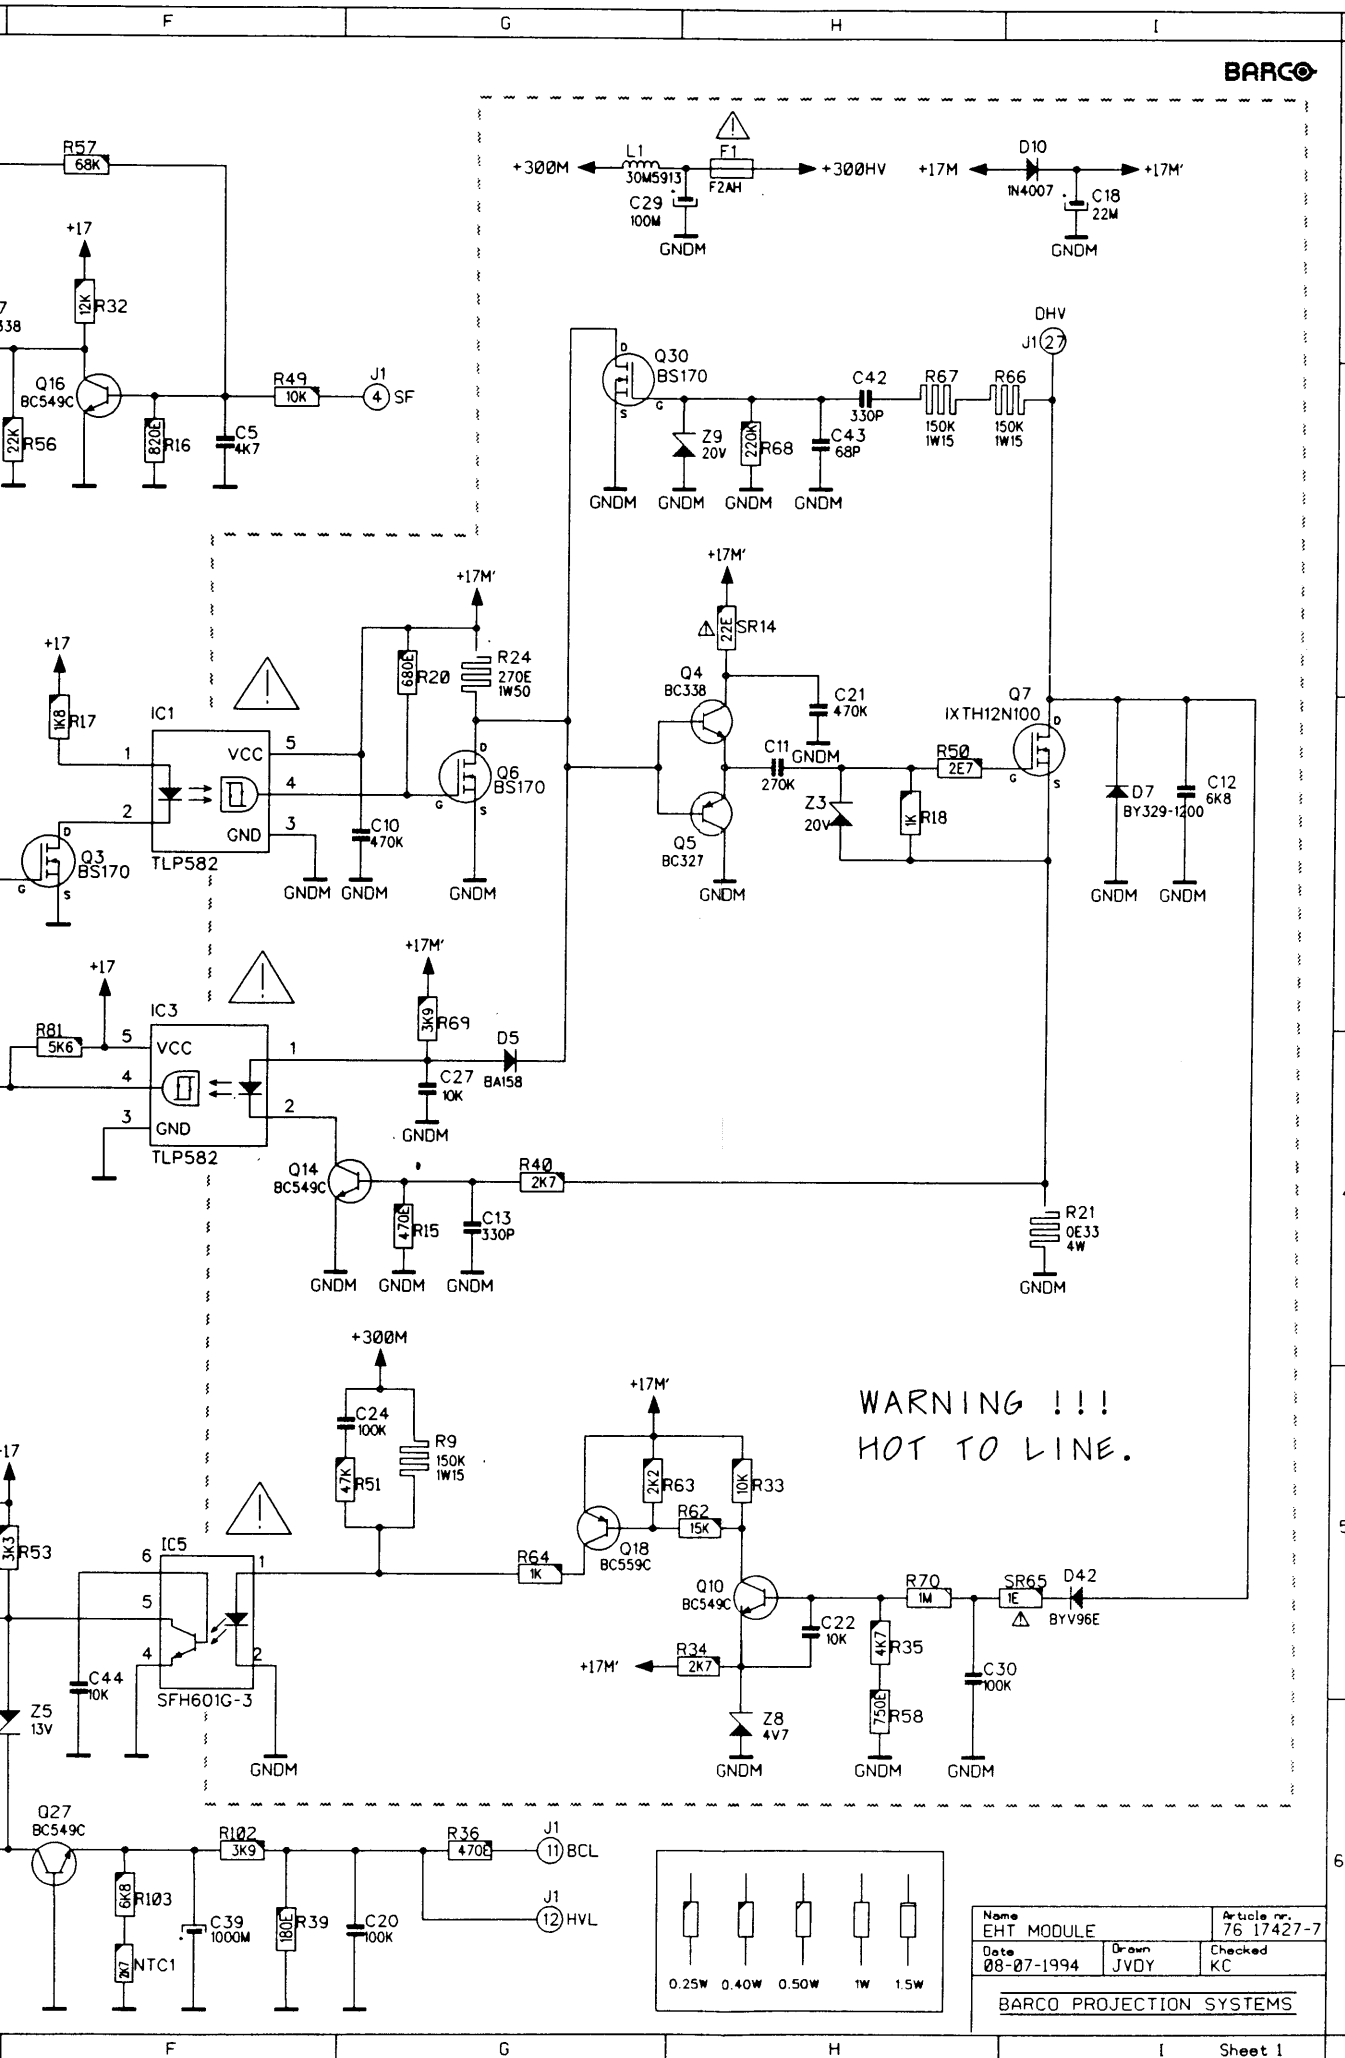 F G H I
BARCO
R57
68K
+17
12K R32
7
338
Q16
BC549C
22K R56
820E R16
C5
4K7
R49
10K
J1
4 SF
+300M
L1
30M5913
F1
F2AH
+300HV
C29
100M
GNDM
+17M
D10
1N4007
+17M'
C18
22M
GNDM
DHV
J1 27
D
Q30
BS170
S
G
C42
330P
R67
150K
1W15
R66
150K
1W15
Z9
20V
220K R68
C43
68P
GNDM GNDM GNDM GNDM
+17M'
22E SR14
+17M'
680E R20
R24
270E
1W50
+17
1K8 R17
IC1
1
2
VCC
GND
5
4
3
TLP582
D
Q3
BS170
G
S
C10
470K
D
Q6
BS170
G
S
GNDM GNDM GNDM
Q4
BC338
C21
470K
GNDM
C11
270K
Q5
BC327
GNDM
Z3
20V
1K R18
R50
2E7
Q7
IXTH12N100
D
G
S
D7
BY329-1200
C12
6K8
GNDM GNDM
+17
R81
5K6
IC3
5
4
3
VCC
GND
1
2
TLP582
+17M'
3K9 R69
D5
BA158
C27
10K
GNDM
Q14
BC549C
470E R15
C13
330P
R40
2K7
GNDM GNDM GNDM
R21
0E33
4W
GNDM
+300M
C24
100K
47K R51
R9
150K
1W15
+17M'
2K2 R63
10K R33
R62
15K
Q18
BC559C
R64
1K
WARNING !!!
HOT TO LINE.
-17
3K3 R53
IC5
6
5
4
1
2
SFH601G-3
C44
10K
Z5
13V
GNDM
Q10
BC549C
R70
1M
SR65
1E
D42
BYV96E
C22
10K
4K7 R35
+17M'
R34
2K7
750E R58
C30
100K
Z8
4V7
GNDM GNDM GNDM
Q27
BC549C
R102
3K9
R36
470E
J1
11 BCL
J1
12 HVL
6K8 R103
2K7 NTC1
C39
1000M
180E R39
C20
100K
0.25W 0.40W 0.50W 1W 1.5W
Name
EHT MODULE
Article nr.
76 17427-7
Date
08-07-1994
Drawn
JVDY
Checked
KC
BARCO PROJECTION SYSTEMS
5
6
F G H I Sheet 1